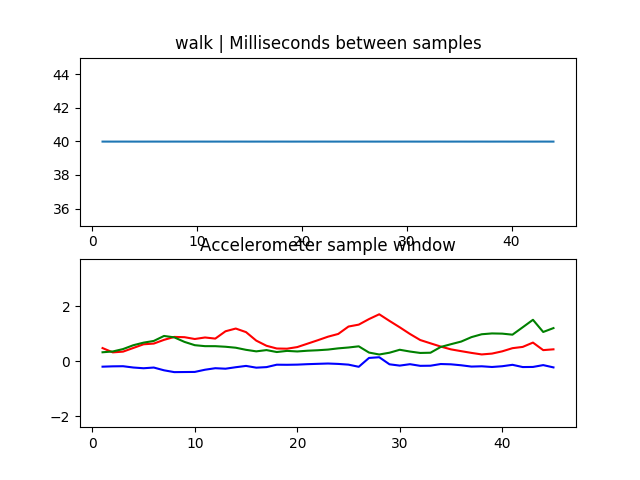 walk | Milliseconds between samples
44
42
40
38
36
0 10 20 30 40
Accelerometer sample window
2
0
−2
0 10 20 30 40